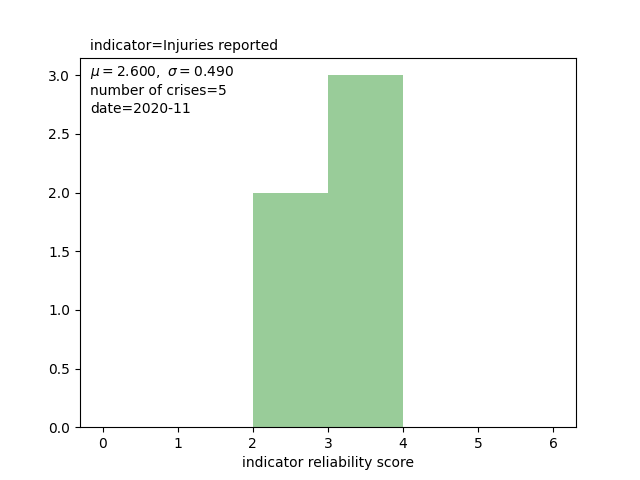 indicator=Injuries reported
μ = 2.600, σ = 0.490
number of crises=5
date=2020-11
3.0
2.5
2.0
1.5
1.0
0.5
0.0
0 1 2 3 4 5 6
indicator reliability score